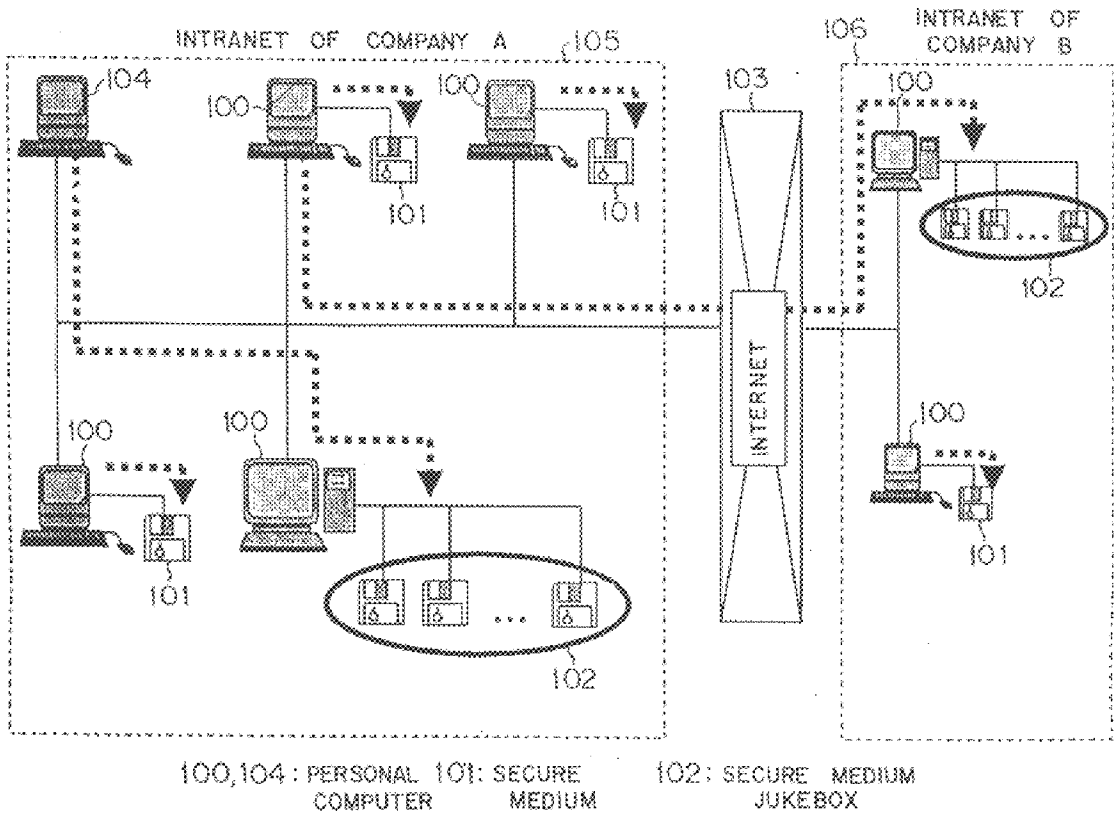 INTRANET OF COMPANY A
105
106
INTRANET OF
COMPANY B
104
100
100
103
100
101
101
102
INTERNET
100
100
100
101
101
102
100,104: PERSONAL COMPUTER
101: SECURE MEDIUM
102: SECURE MEDIUM JUKEBOX